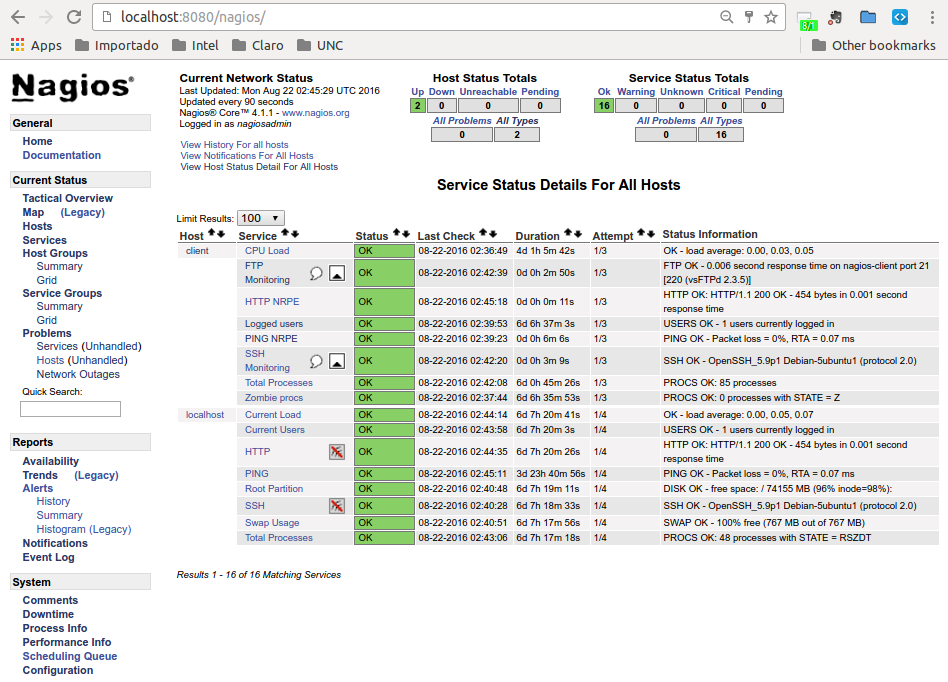 localhost:8080/nagios/
8/1
Apps Importado Intel Claro UNC Other bookmarks
Nagios®
General
Home
Documentation
Current Status
Tactical Overview
Map (Legacy)
Hosts
Services
Host Groups
Summary
Grid
Service Groups
Summary
Grid
Problems
Services (Unhandled)
Hosts (Unhandled)
Network Outages
Quick Search:
Reports
Availability
Trends (Legacy)
Alerts
History
Summary
Histogram (Legacy)
Notifications
Event Log
System
Comments
Downtime
Process Info
Performance Info
Scheduling Queue
Configuration
Current Network Status
Last Updated: Mon Aug 22 02:45:29 UTC 2016
Updated every 90 seconds
Nagios® Core™ 4.1.1 - www.nagios.org
Logged in as nagiosadmin
View History For all hosts
View Notifications For All Hosts
View Host Status Detail For All Hosts
Host Status Totals
Up Down Unreachable Pending
2 0 0 0
All Problems All Types
0 2
Service Status Totals
Ok Warning Unknown Critical Pending
16 0 0 0 0
All Problems All Types
0 16
Service Status Details For All Hosts
Limit Results: 100
Host Service Status Last Check Duration Attempt Status Information
client CPU Load OK 08-22-2016 02:36:49 4d 1h 5m 42s 1/3 OK - load average: 0.00, 0.03, 0.05
FTP Monitoring OK 08-22-2016 02:42:39 0d 0h 2m 50s 1/3 FTP OK - 0.006 second response time on nagios-client port 21
[220 (vsFTPd 2.3.5)]
HTTP NRPE OK 08-22-2016 02:45:18 0d 0h 0m 11s 1/3 HTTP OK: HTTP/1.1 200 OK - 454 bytes in 0.001 second
response time
Logged users OK 08-22-2016 02:39:53 6d 6h 37m 3s 1/3 USERS OK - 1 users currently logged in
PING NRPE OK 08-22-2016 02:39:23 0d 0h 6m 6s 1/3 PING OK - Packet loss = 0%, RTA = 0.07 ms
SSH Monitoring OK 08-22-2016 02:42:20 0d 0h 3m 9s 1/3 SSH OK - OpenSSH_5.9p1 Debian-5ubuntu1 (protocol 2.0)
Total Processes OK 08-22-2016 02:42:08 6d 0h 45m 26s 1/3 PROCS OK: 85 processes
Zombie procs OK 08-22-2016 02:37:44 6d 6h 35m 53s 1/3 PROCS OK: 0 processes with STATE = Z
localhost Current Load OK 08-22-2016 02:44:14 6d 7h 20m 41s 1/4 OK - load average: 0.00, 0.05, 0.07
Current Users OK 08-22-2016 02:43:58 6d 7h 20m 3s 1/4 USERS OK - 1 users currently logged in
HTTP OK 08-22-2016 02:44:35 6d 7h 20m 26s 1/4 HTTP OK: HTTP/1.1 200 OK - 454 bytes in 0.001 second
response time
PING OK 08-22-2016 02:45:11 3d 23h 40m 56s 1/4 PING OK - Packet loss = 0%, RTA = 0.07 ms
Root Partition OK 08-22-2016 02:40:48 6d 7h 19m 11s 1/4 DISK OK - free space: / 74155 MB (96% inode=98%):
SSH OK 08-22-2016 02:40:28 6d 7h 18m 33s 1/4 SSH OK - OpenSSH_5.9p1 Debian-5ubuntu1 (protocol 2.0)
Swap Usage OK 08-22-2016 02:40:51 6d 7h 17m 56s 1/4 SWAP OK - 100% free (767 MB out of 767 MB)
Total Processes OK 08-22-2016 02:43:06 6d 7h 17m 18s 1/4 PROCS OK: 48 processes with STATE = RSZDT
Results 1 - 16 of 16 Matching Services